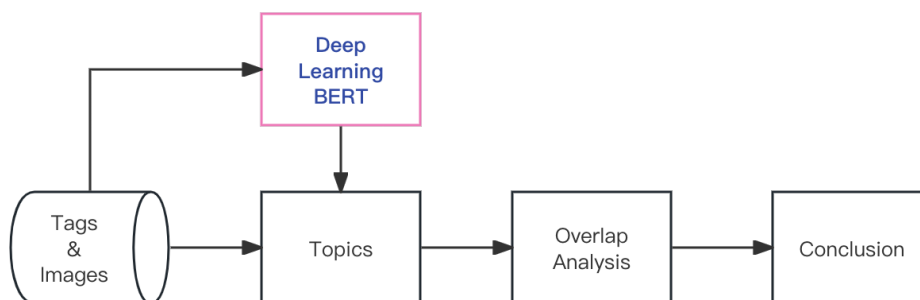 Deep
Learning
BERT
Tags
&
Images
Topics
Overlap
Analysis
Conclusion